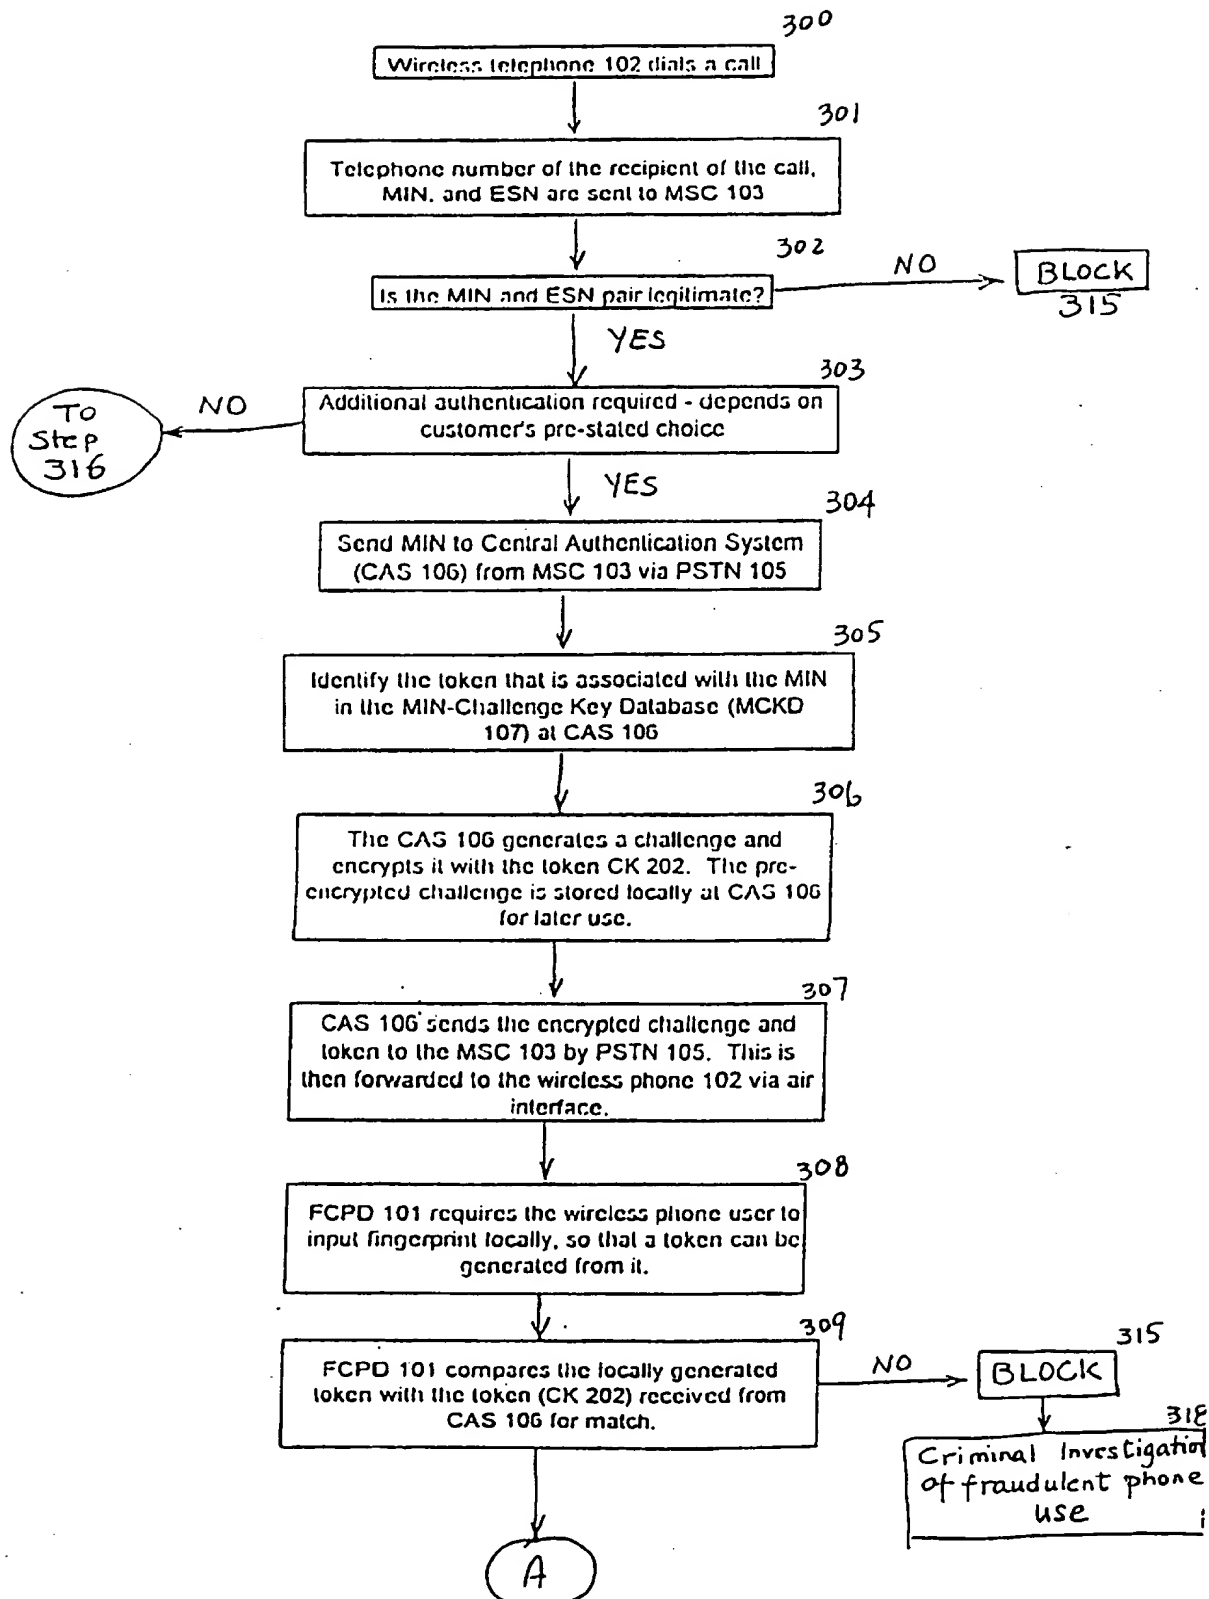 300
Wireless telephone 102 dials a call
301
Telephone number of the recipient of the call,
MIN, and ESN are sent to MSC 103
302
Is the MIN and ESN pair legitimate?
NO
BLOCK
315
YES
303
Additional authentication required - depends on
customer's pre-stated choice
NO
TO
Step
316
YES
304
Send MIN to Central Authentication System
(CAS 106) from MSC 103 via PSTN 105
305
Identify the token that is associated with the MIN
in the MIN-Challenge Key Database (MCKD
107) at CAS 106
306
The CAS 106 generates a challenge and
encrypts it with the token CK 202. The pre-
encrypted challenge is stored locally at CAS 106
for later use.
307
CAS 106 sends the encrypted challenge and
token to the MSC 103 by PSTN 105. This is
then forwarded to the wireless phone 102 via air
interface.
308
FCPD 101 requires the wireless phone user to
input fingerprint locally, so that a token can be
generated from it.
309
FCPD 101 compares the locally generated
token with the token (CK 202) received from
CAS 106 for match.
NO
315
BLOCK
318
Criminal Investigation
of fraudulent phone
use
A